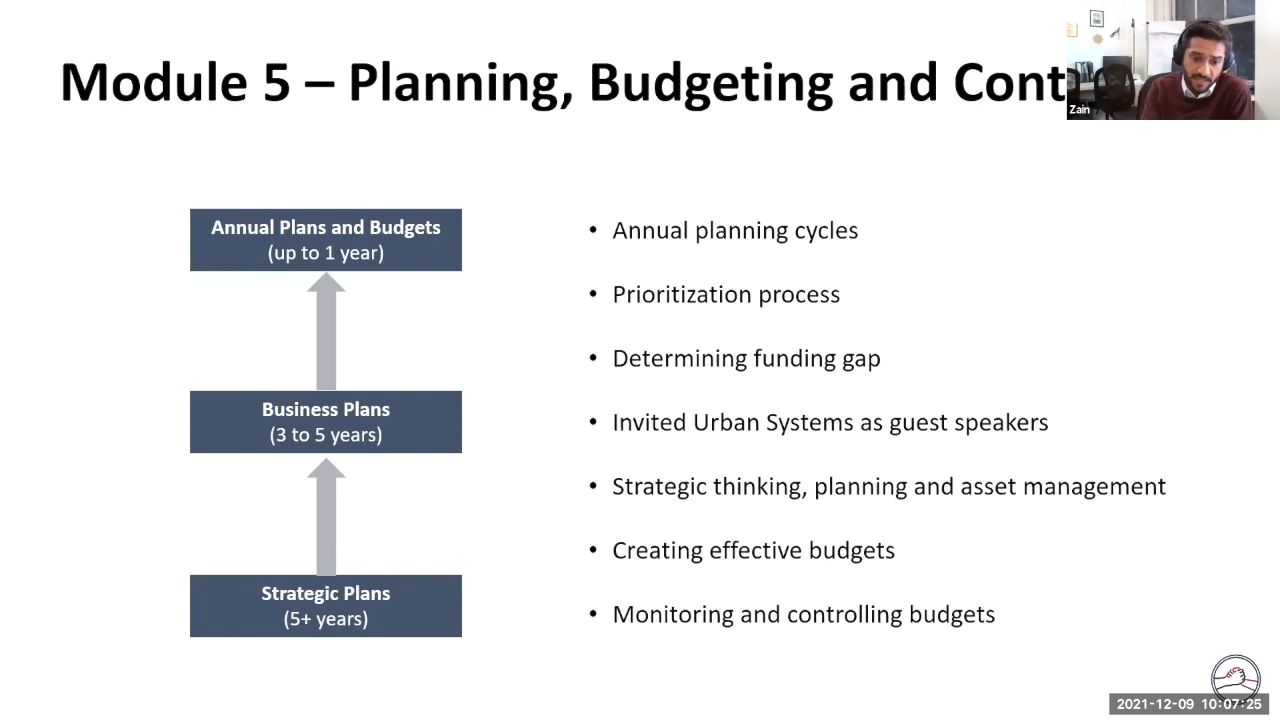 Module 5 – Planning, Budgeting and Cont
Zain
Annual Plans and Budgets
(up to 1 year)
Business Plans
(3 to 5 years)
Strategic Plans
(5+ years)
• Annual planning cycles
• Prioritization process
• Determining funding gap
• Invited Urban Systems as guest speakers
• Strategic thinking, planning and asset management
• Creating effective budgets
• Monitoring and controlling budgets
2021-12-09 10:07:25